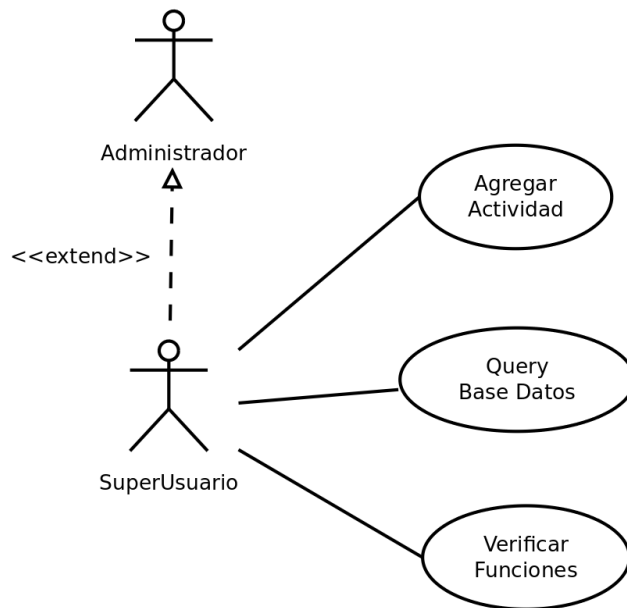 Administrador
Agregar
Actividad
<<extend>>
Query
Base Datos
SuperUsuario
Verificar
Funciones